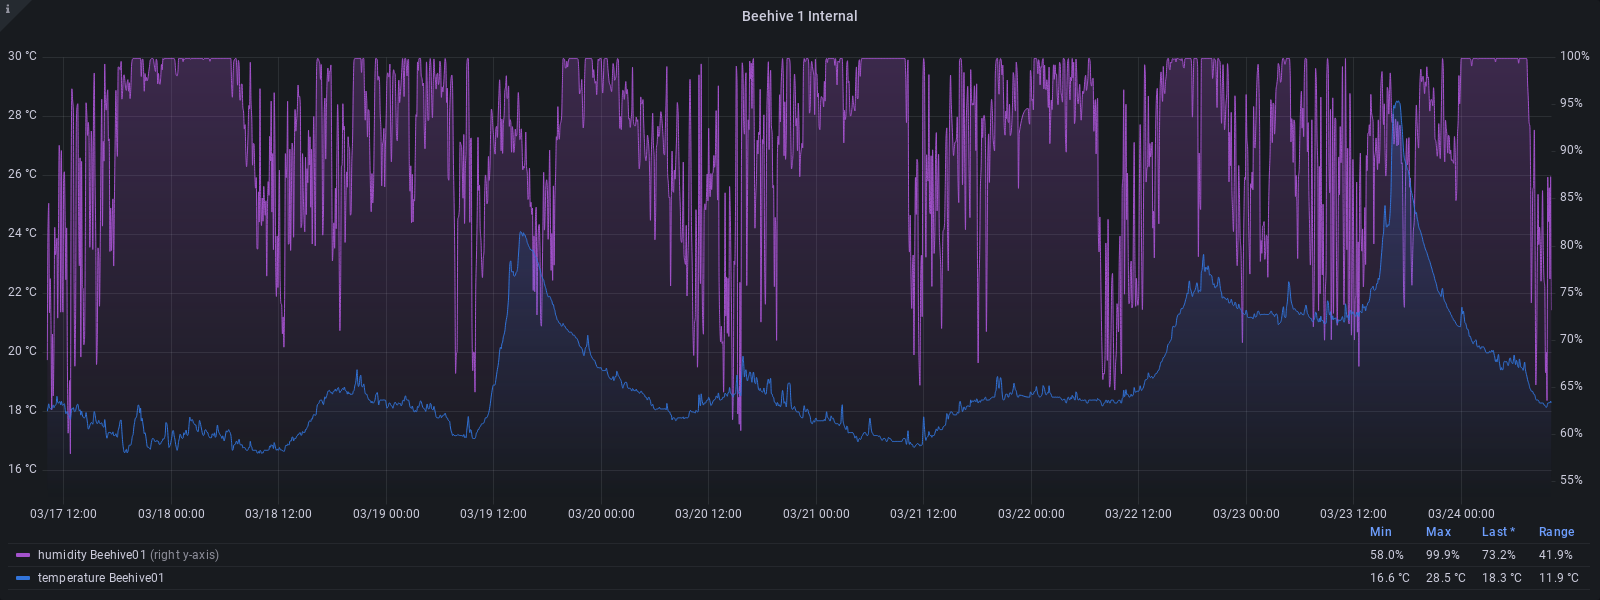 i
Beehive 1 Internal
30 °C 100%
28 °C 95%
26 °C 90%
24 °C 85%
22 °C 80%
20 °C 75%
18 °C 70%
16 °C 65%
60%
55%
03/17 12:00 03/18 00:00 03/18 12:00 03/19 00:00 03/19 12:00 03/20 00:00 03/20 12:00 03/21 00:00 03/21 12:00 03/22 00:00 03/22 12:00 03/23 00:00 03/23 12:00 03/24 00:00
Min Max Last * Range
humidity Beehive01 (right y-axis) 58.0% 99.9% 73.2% 41.9%
temperature Beehive01 16.6 °C 28.5 °C 18.3 °C 11.9 °C